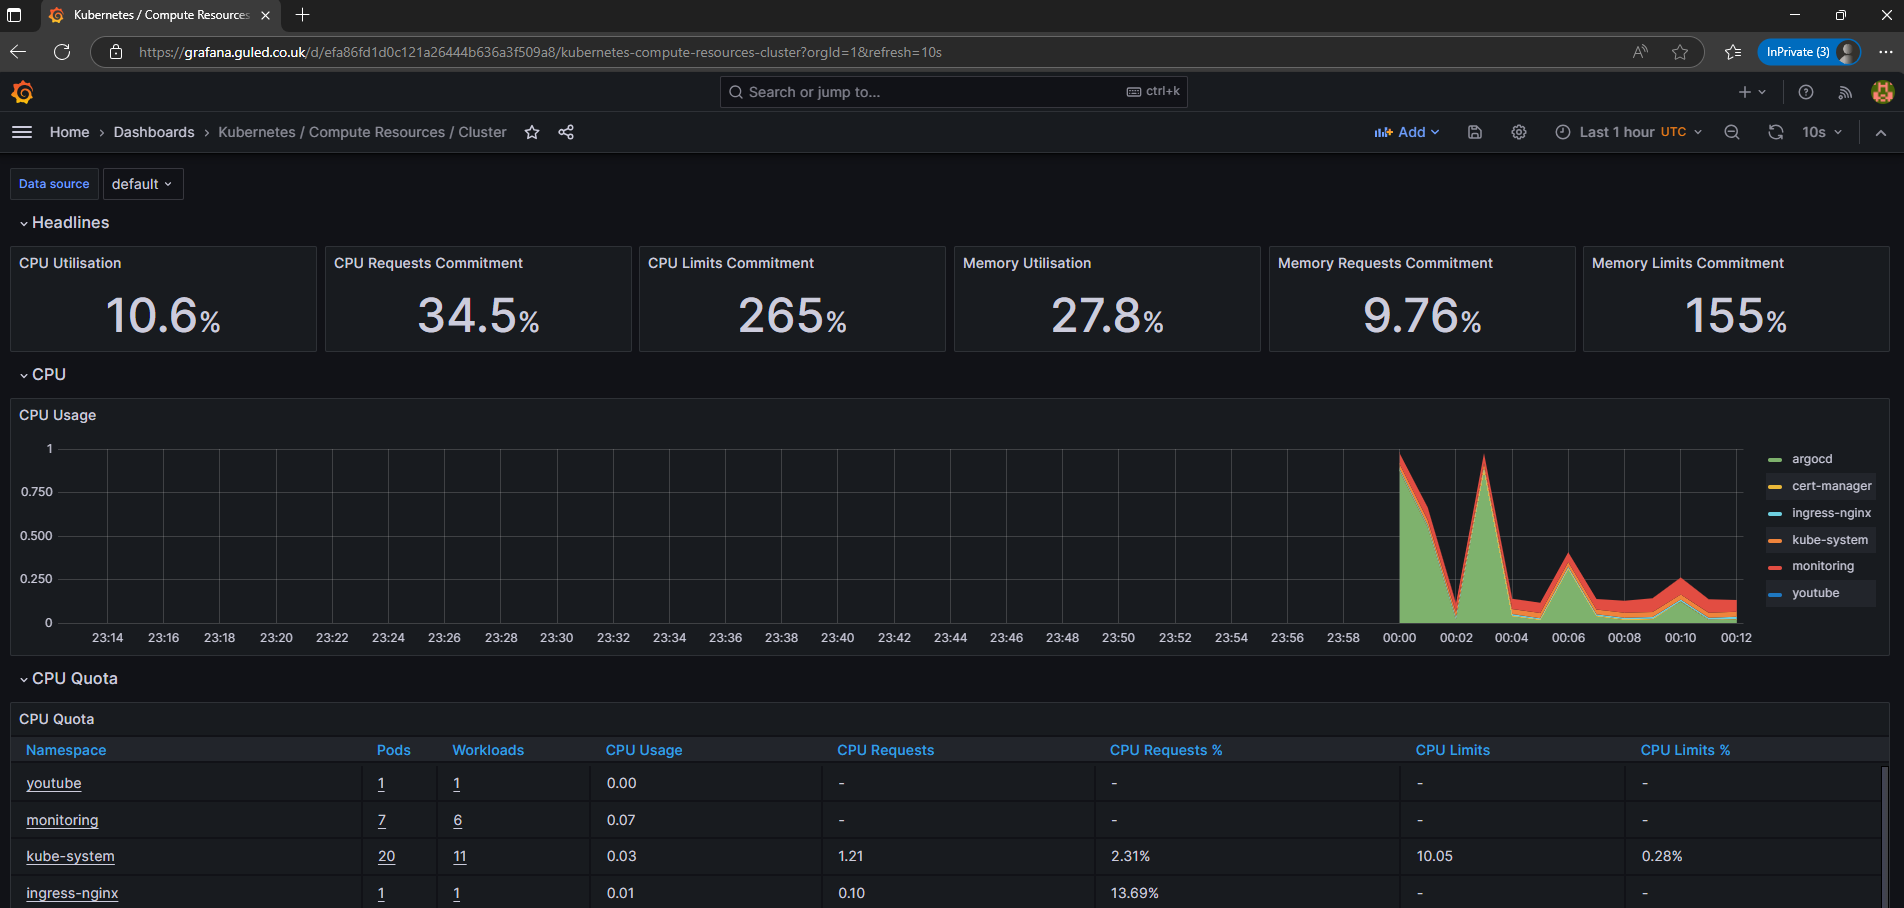 Kubernetes / Compute Resources
https://grafana.guled.co.uk/d/efa86fd1d0c121a26444b636a3f509a8/kubernetes-compute-resources-cluster?orgId=1&refresh=10s
InPrivate (3)
Search or jump to...
ctrl+k
Home › Dashboards › Kubernetes / Compute Resources / Cluster
Add
Last 1 hour UTC
10s
Data source
default
Headlines
CPU Utilisation
10.6%
CPU Requests Commitment
34.5%
CPU Limits Commitment
265%
Memory Utilisation
27.8%
Memory Requests Commitment
9.76%
Memory Limits Commitment
155%
CPU
CPU Usage
1
0.750
0.500
0.250
0
23:14 23:16 23:18 23:20 23:22 23:24 23:26 23:28 23:30 23:32 23:34 23:36 23:38 23:40 23:42 23:44 23:46 23:48 23:50 23:52 23:54 23:56 23:58 00:00 00:02 00:04 00:06 00:08 00:10 00:12
argocd
cert-manager
ingress-nginx
kube-system
monitoring
youtube
CPU Quota
CPU Quota
Namespace Pods Workloads CPU Usage CPU Requests CPU Requests % CPU Limits CPU Limits %
youtube 1 1 0.00 - - - -
monitoring 7 6 0.07 - - - -
kube-system 20 11 0.03 1.21 2.31% 10.05 0.28%
ingress-nginx 1 1 0.01 0.10 13.69% - -